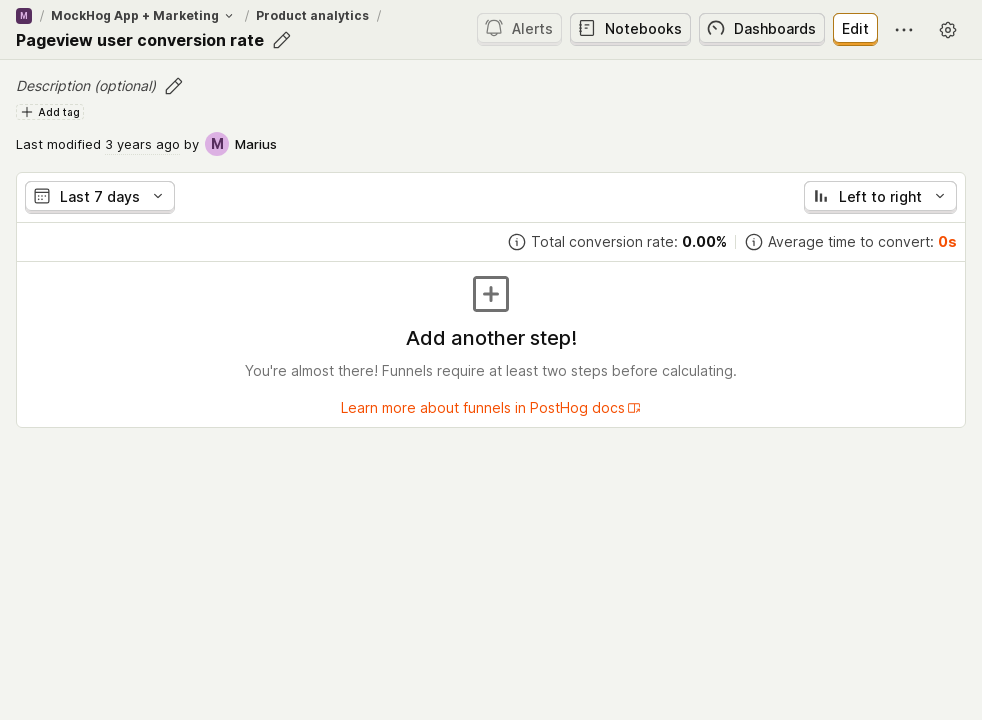 M / MockHog App + Marketing / Product analytics /
Pageview user conversion rate
Alerts Notebooks Dashboards Edit
Description (optional)
Add tag
Last modified 3 years ago by M Marius
Last 7 days Left to right
Total conversion rate: 0.00% Average time to convert: 0s
Add another step!
You're almost there! Funnels require at least two steps before calculating.
Learn more about funnels in PostHog docs